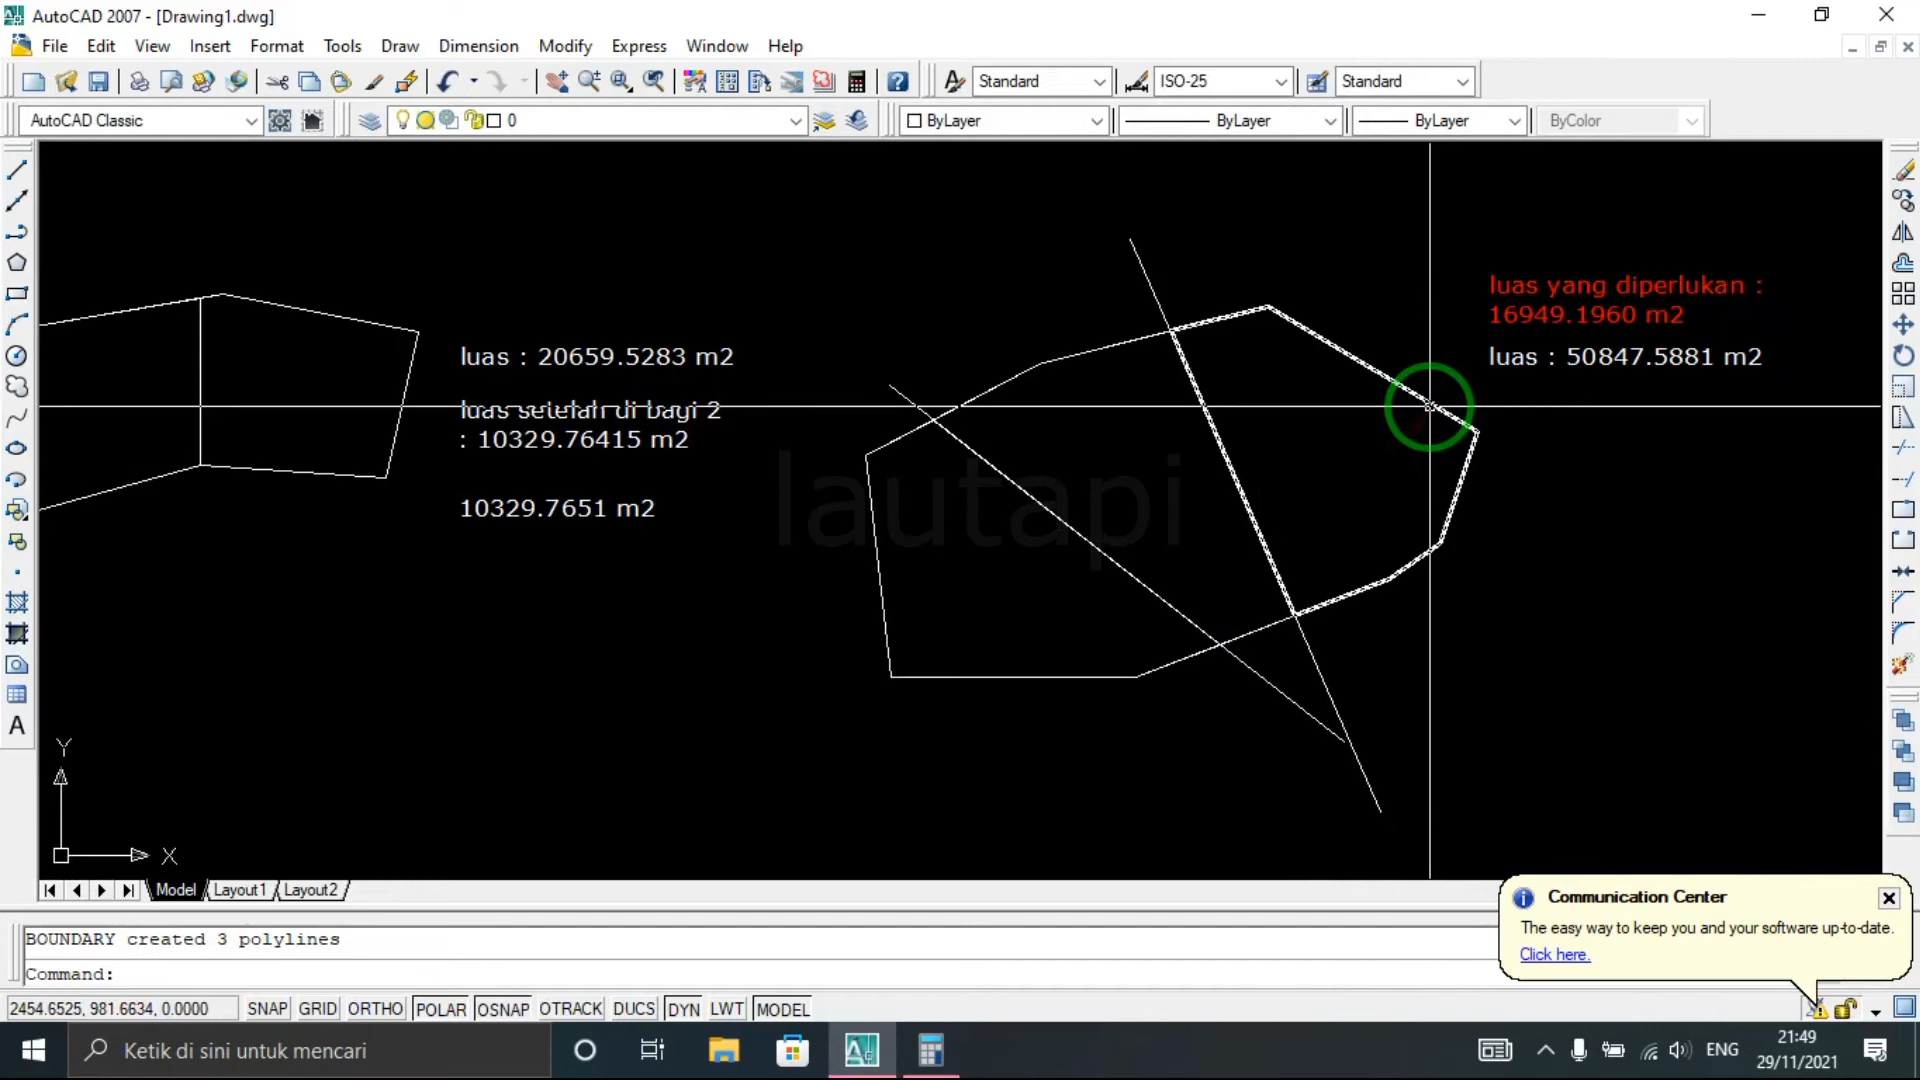 AutoCAD 2007 - [Drawing1.dwg]
File Edit View Insert Format Tools Draw Dimension Modify Express Window Help
Standard ISO-25 Standard
AutoCAD Classic 0 ByLayer ByLayer ByLayer ByColor
luas yang diperlukan :
16949.1960 m2
luas : 50847.5881 m2
luas : 20659.5283 m2
luas setelah di bagi 2
: 10329.76415 m2
10329.7651 m2
lautapi
A
Y
X
Model Layout1 Layout2
Communication Center
The easy way to keep you and your software up-to-date.
Click here.
BOUNDARY created 3 polylines
Command:
2454.6525, 981.6634, 0.0000 SNAP GRID ORTHO POLAR OSNAP OTRACK DUCS DYN LWT MODEL
Ketik di sini untuk mencari
ENG
21:49
29/11/2021